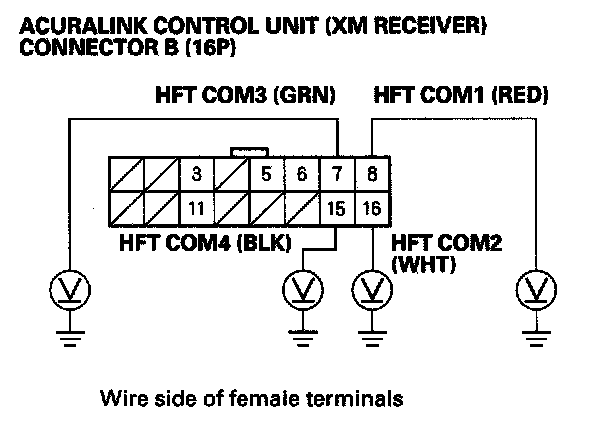 ACURALINK CONTROL UNIT (XM RECEIVER)
CONNECTOR B (16P)
HFT COM3 (GRN) HFT COM1 (RED)
3 5 6 7 8
11 15 16
HFT COM4 (BLK) HFT COM2
(WHT)
V V V V
Wire side of female terminals